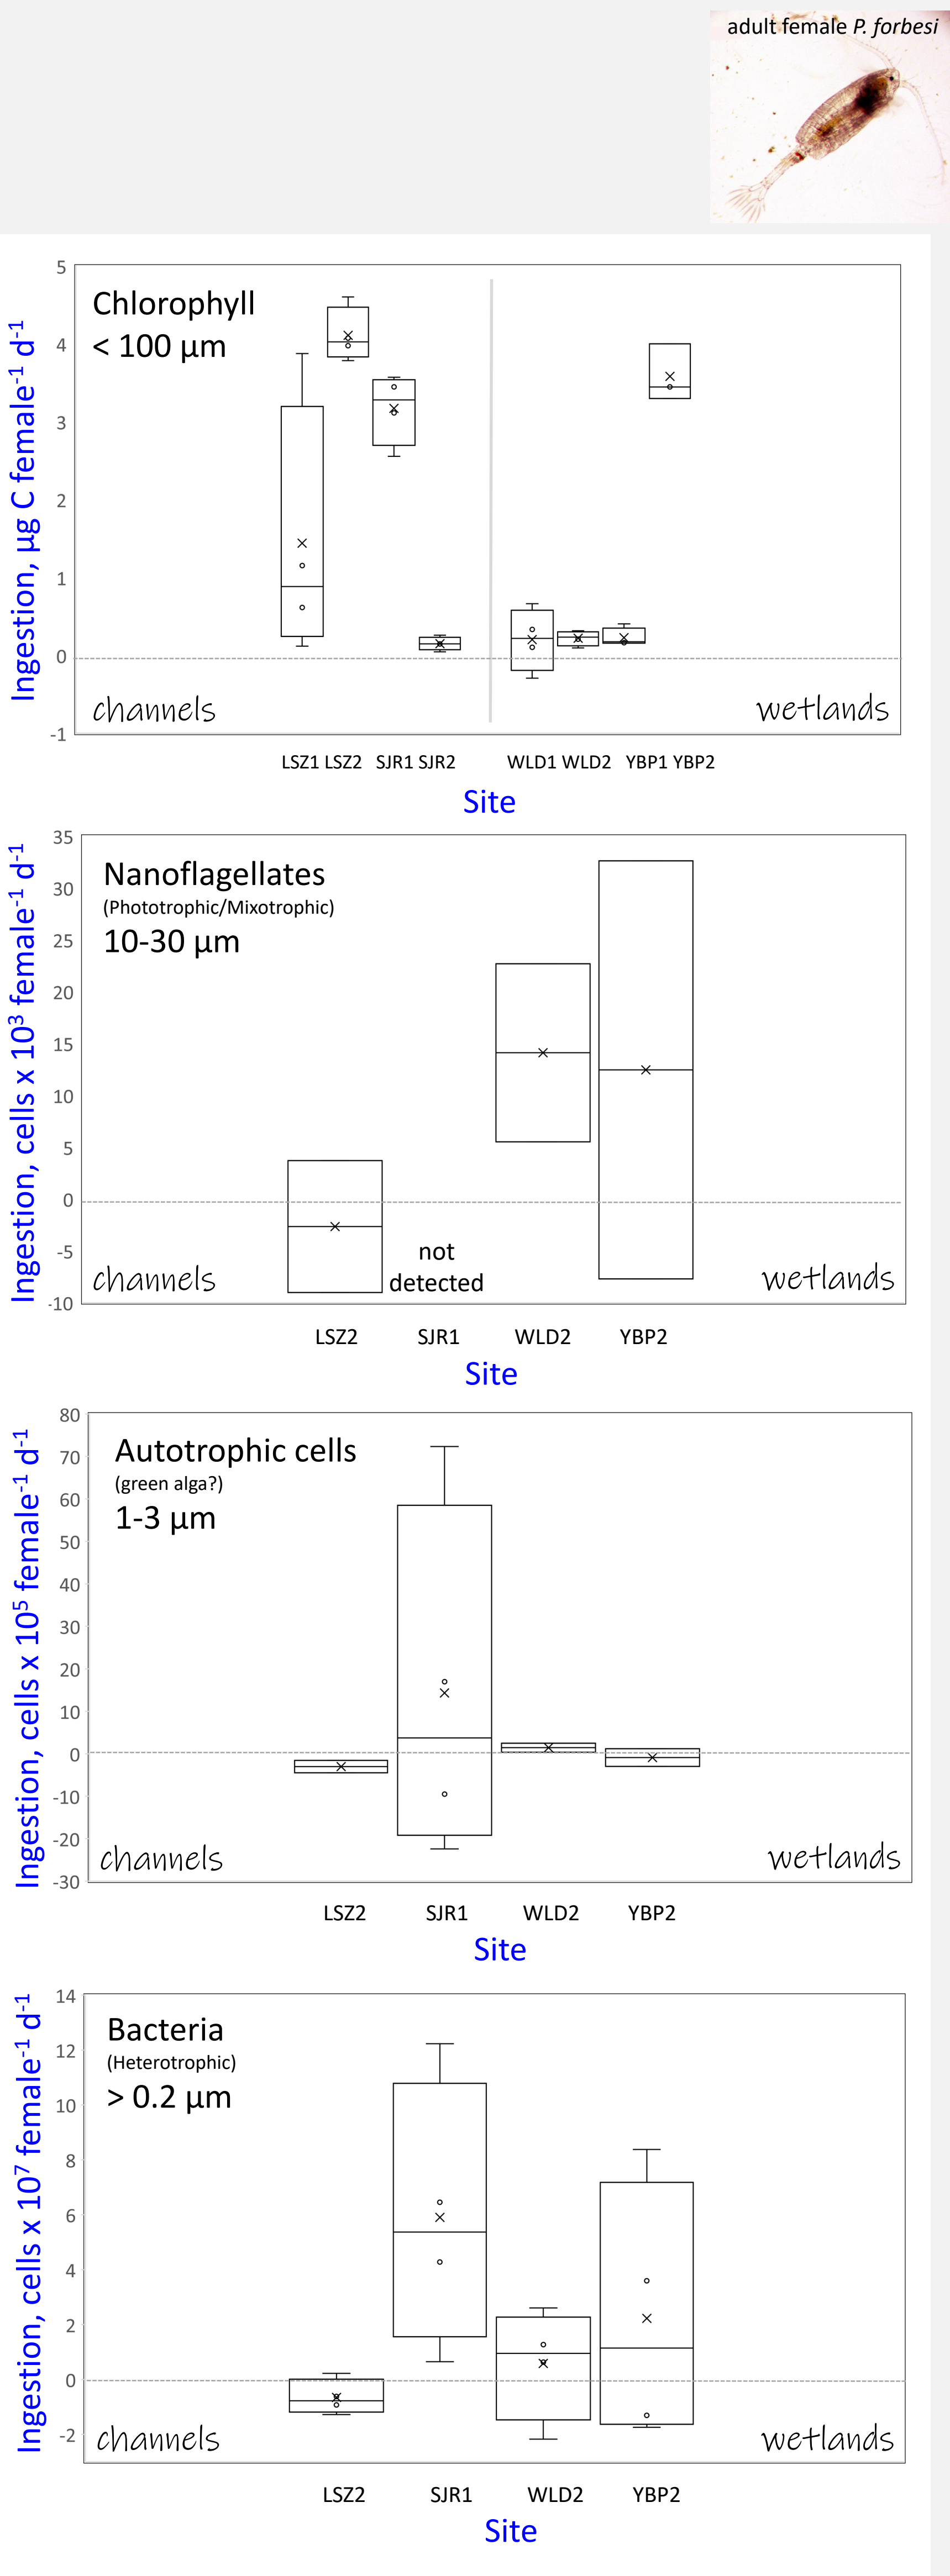 adult female P. forbesi
Ingestion, µg C female⁻¹ d⁻¹
5
4
3
2
1
0
-1
Chlorophyll
< 100 µm
channels
wetlands
LSZ1 LSZ2 SJR1 SJR2 WLD1 WLD2 YBP1 YBP2
Site
Ingestion, cells x 10³ female⁻¹ d⁻¹
35
30
25
20
15
10
5
0
-5
-10
Nanoflagellates
(Phototrophic/Mixotrophic)
10-30 µm
not
detected
channels
wetlands
LSZ2 SJR1 WLD2 YBP2
Site
Ingestion, cells x 10⁵ female⁻¹ d⁻¹
80
70
60
50
40
30
20
10
0
-10
-20
-30
Autotrophic cells
(green alga?)
1-3 µm
channels
wetlands
LSZ2 SJR1 WLD2 YBP2
Site
Ingestion, cells x 10⁷ female⁻¹ d⁻¹
14
12
10
8
6
4
2
0
-2
Bacteria
(Heterotrophic)
> 0.2 µm
channels
wetlands
LSZ2 SJR1 WLD2 YBP2
Site